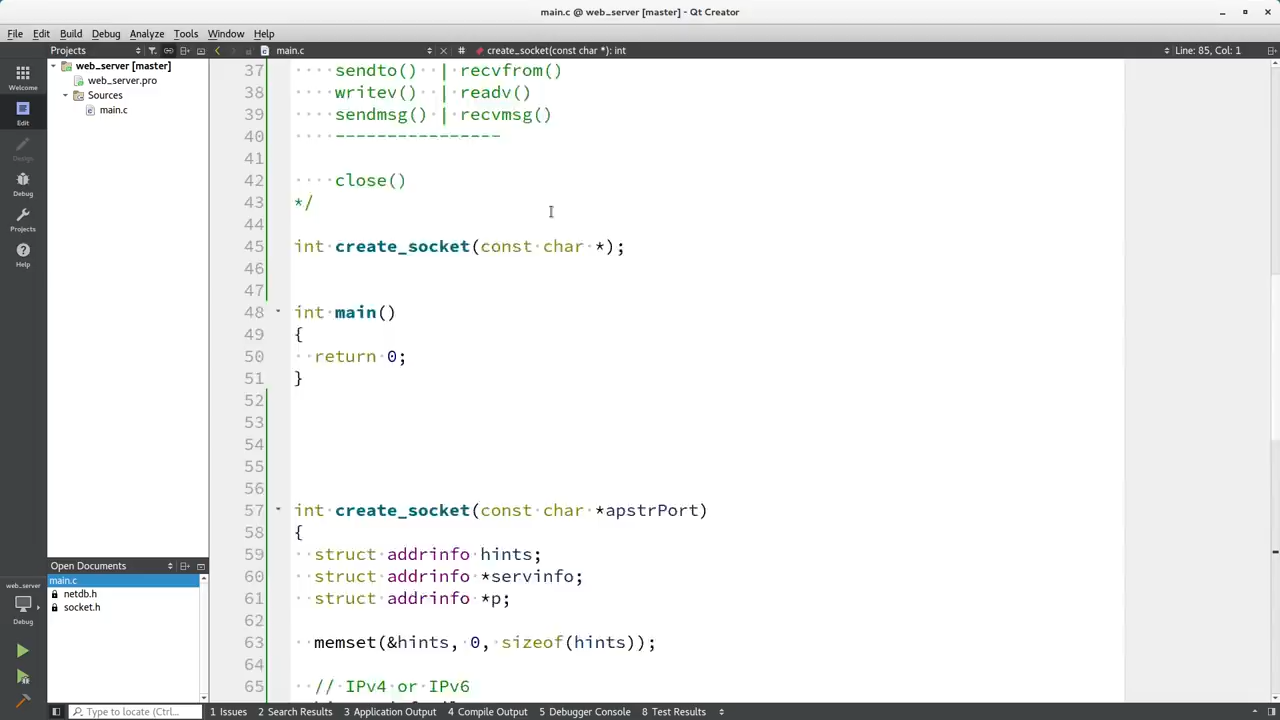 main.c @ web_server [master] - Qt Creator
File Edit Build Debug Analyze Tools Window Help
Projects main.c # create_socket(const char *): int Line: 85, Col: 1
web_server [master]
web_server.pro
Sources
main.c
Welcome
Edit
Design
Debug
Projects
Help
37 ····sendto()··|·recvfrom()
38 ····writev()··|·readv()
39 ····sendmsg()·|·recvmsg()
40 ····----------------
41
42 ····close()
43 */
44
45 int·create_socket(const·char·*);
46
47
48 int·main()
49 {
50 ··return·0;
51 }
52
53
54
55
56
57 int·create_socket(const·char·*apstrPort)
58 {
59 ··struct·addrinfo·hints;
60 ··struct·addrinfo·*servinfo;
61 ··struct·addrinfo·*p;
62
63 ··memset(&hints,·0,·sizeof(hints));
64
65 ··//·IPv4·or·IPv6
Open Documents
main.c
netdb.h
socket.h
web_server
Debug
Type to locate (Ctrl... 1 Issues 2 Search Results 3 Application Output 4 Compile Output 5 Debugger Console 8 Test Results